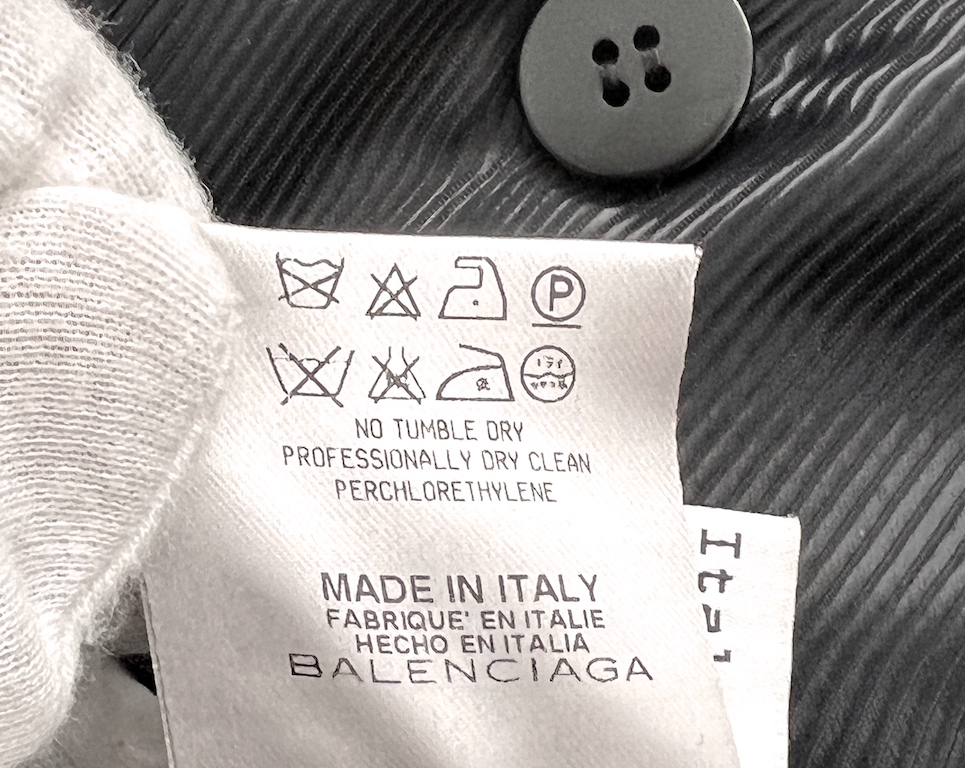 P
NO TUMBLE DRY
PROFESSIONALLY DRY CLEAN
PERCHLORETHYLENE
MADE IN ITALY
FABRIQUE' EN ITALIE
HECHO EN ITALIA
BALENCIAGA